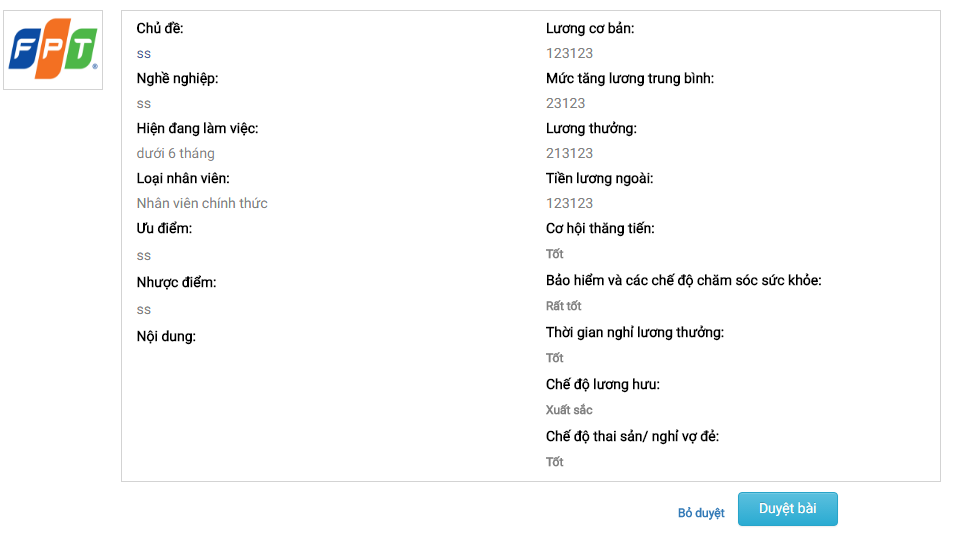 FPT
Chủ đề:
ss
Nghề nghiệp:
ss
Hiện đang làm việc:
dưới 6 tháng
Loại nhân viên:
Nhân viên chính thức
Ưu điểm:
ss
Nhược điểm:
ss
Nội dung:
Lương cơ bản:
123123
Mức tăng lương trung bình:
23123
Lương thưởng:
213123
Tiền lương ngoài:
123123
Cơ hội thăng tiến:
Tốt
Bảo hiểm và các chế độ chăm sóc sức khỏe:
Rất tốt
Thời gian nghỉ lương thưởng:
Tốt
Chế độ lương hưu:
Xuất sắc
Chế độ thai sản/ nghỉ vợ đẻ:
Tốt
Bỏ duyệt
Duyệt bài